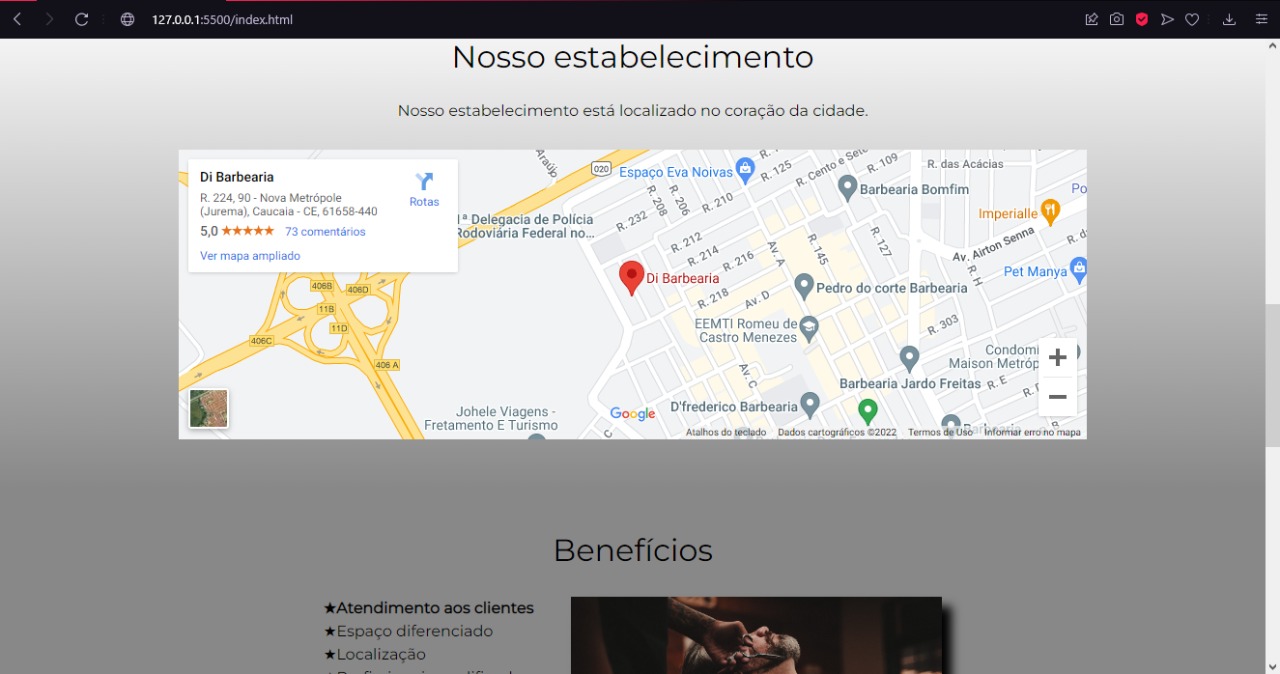 127.0.0.1:5500/index.html
Nosso estabelecimento
Nosso estabelecimento está localizado no coração da cidade.
Di Barbearia
R. 224, 90 - Nova Metrópole
(Jurema), Caucaia - CE, 61658-440
5,0 ★★★★★ 73 comentários
Ver mapa ampliado
Rotas
Araújo
020
Espaço Eva Noivas
R. 125
R. Cento e Sete
R. 109
R. das Acácias
Barbearia Bomfim
Po
Imperialle
1ª Delegacia de Polícia
Rodoviária Federal no...
R. 232
R. 208
R. 206
R. 210
R. 212
R. 214
R. 216
R. 218
Av. A
R. 145
R. 127
Av. Airton Senna
R. d
R. H
Pet Manya
Di Barbearia
Av. D
Pedro do corte Barbearia
406B
406D
11B
11D
406C
406 A
EEMTI Romeu de
Castro Menezes
R. 303
Condomi
Maison Metróp
Av. C
Barbearia Jardo Freitas
R. E
R. F
Johele Viagens -
Fretamento E Turismo
C
Google
D'frederico Barbearia
Barbearia
Atalhos do teclado
Dados cartográficos ©2022
Termos de Uso
Informar erro no mapa
Benefícios
★Atendimento aos clientes
★Espaço diferenciado
★Localização